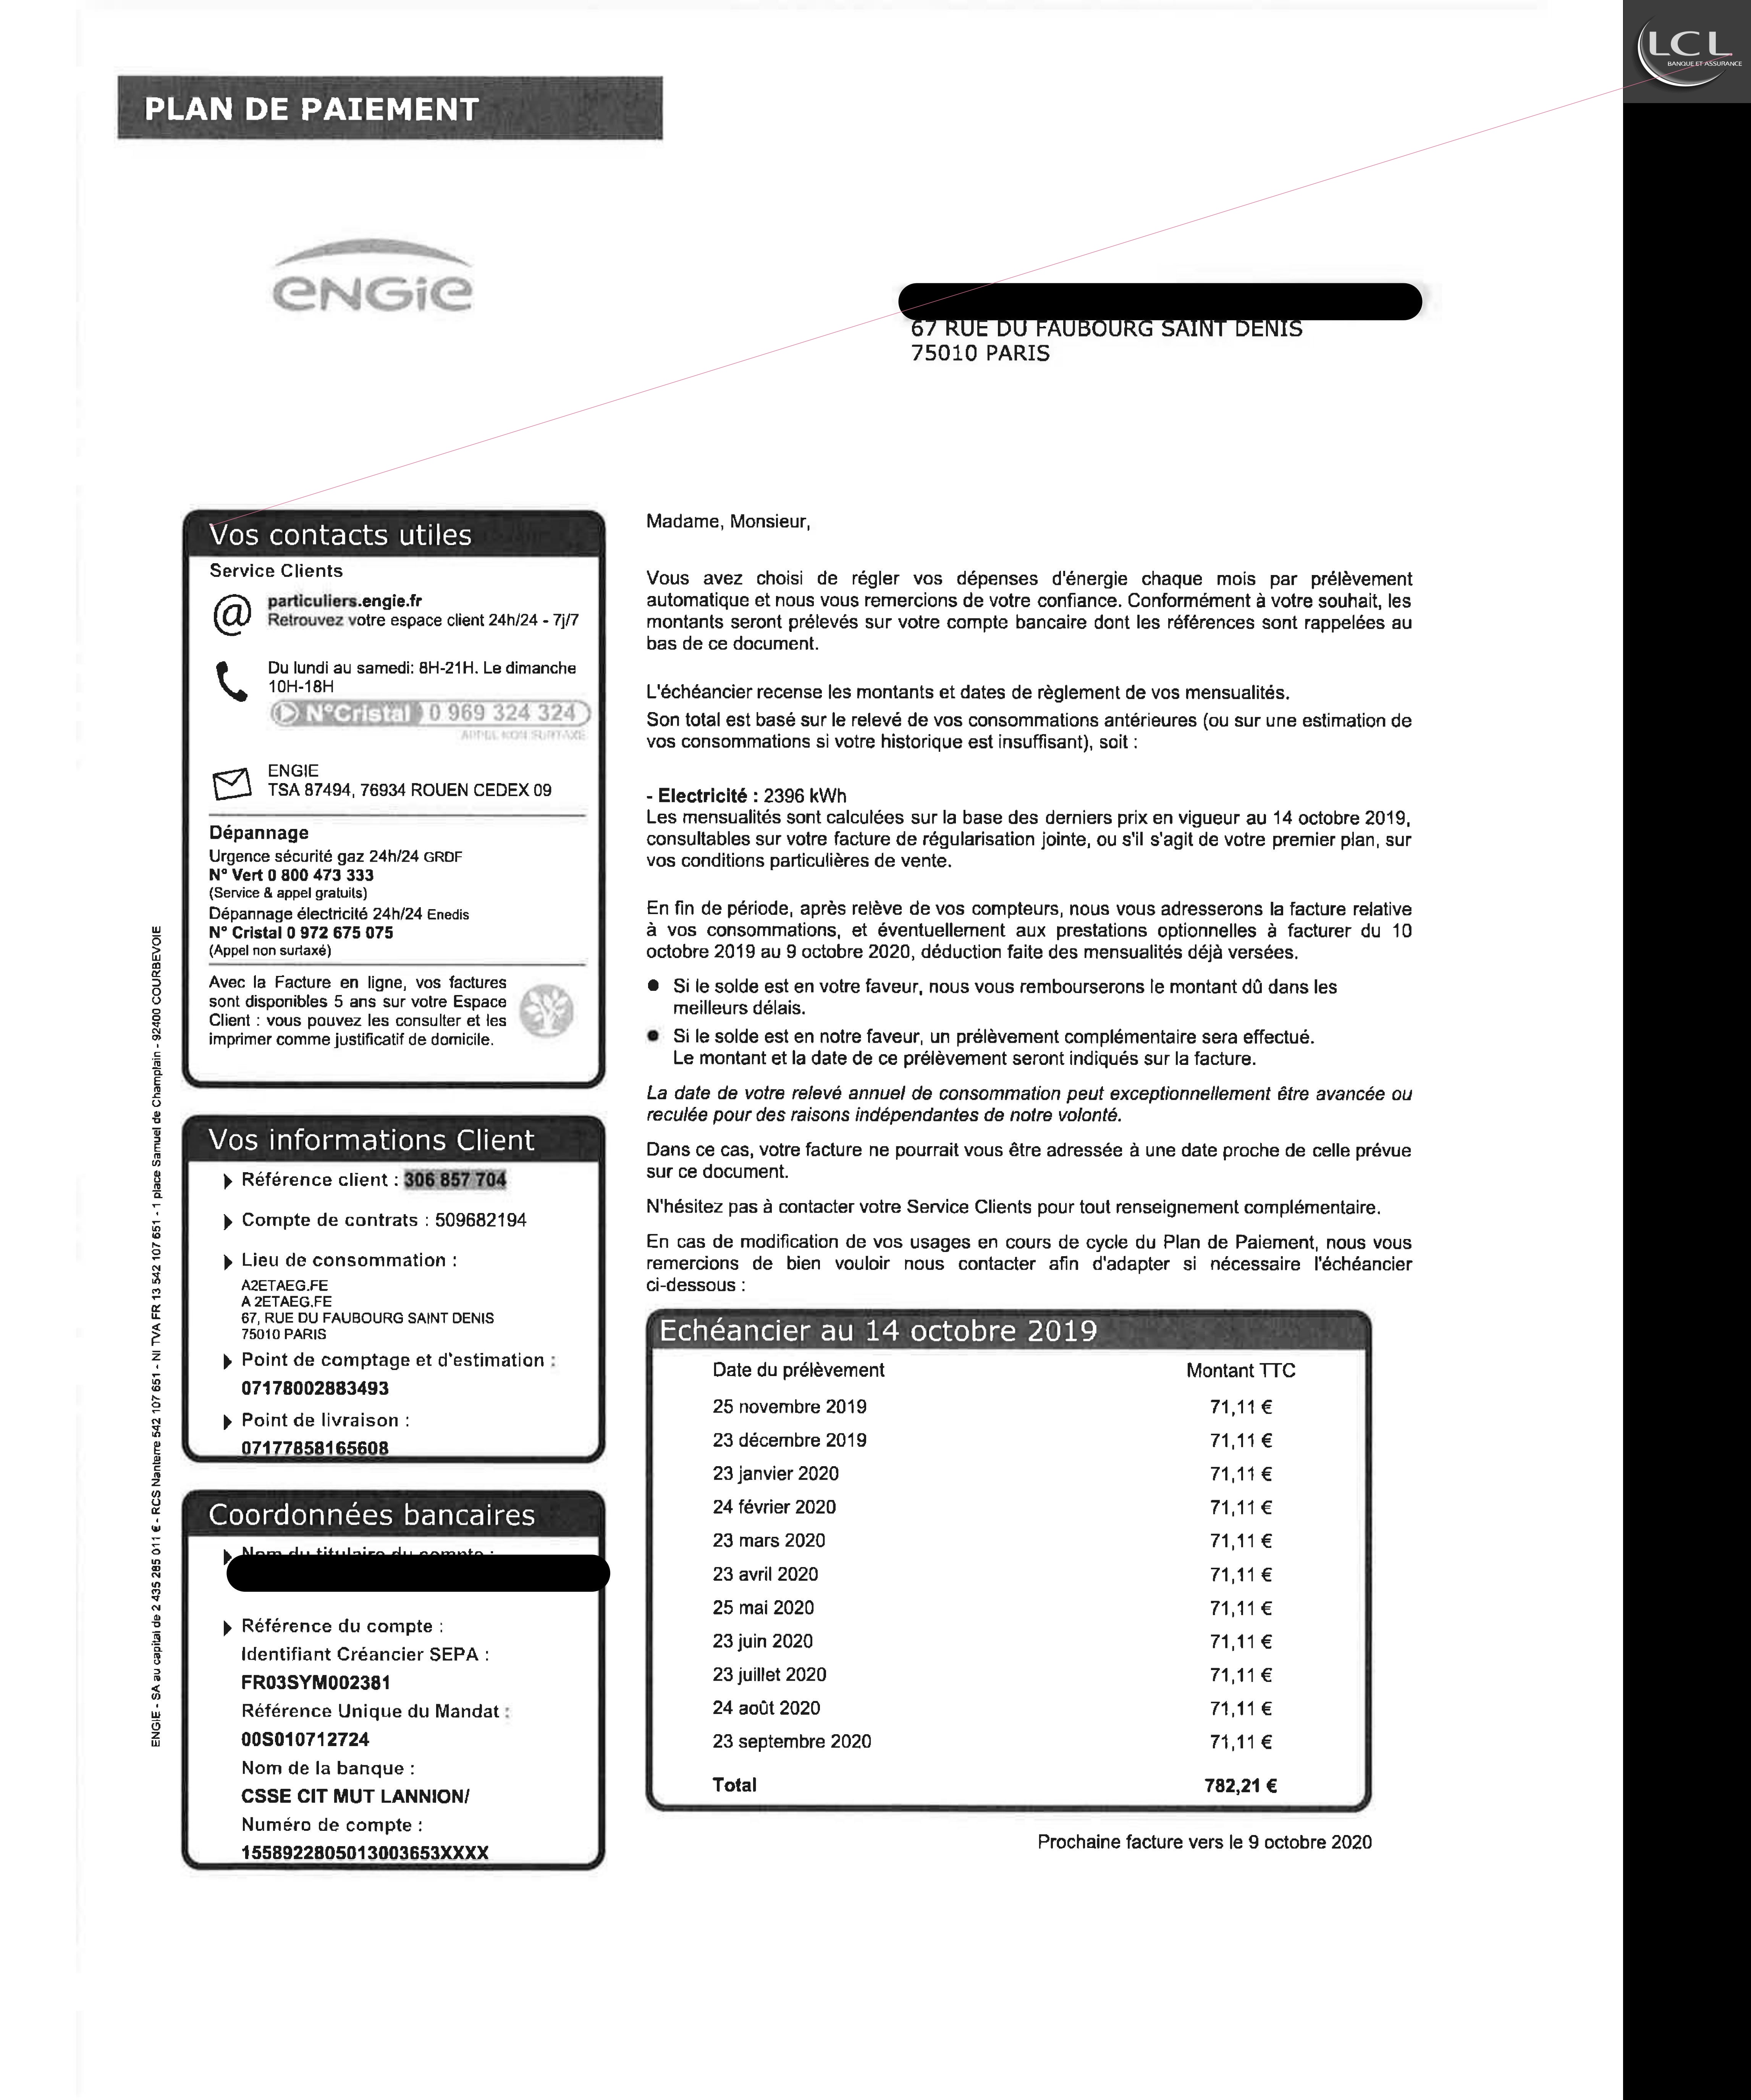 LCL
BANQUE ET ASSURANCE
PLAN DE PAIEMENT
ENGiE
67 RUE DU FAUBOURG SAINT DENIS
75010 PARIS
Vos contacts utiles
Service Clients
@ particuliers.engie.fr
Retrouvez votre espace client 24h/24 - 7j/7
Du lundi au samedi: 8H-21H. Le dimanche
10H-18H
N°Cristal 0 969 324 324
APPEL NON SURTAXE
ENGIE
TSA 87494, 76934 ROUEN CEDEX 09
Dépannage
Urgence sécurité gaz 24h/24 GRDF
N° Vert 0 800 473 333
(Service & appel gratuits)
Dépannage électricité 24h/24 Enedis
N° Cristal 0 972 675 075
(Appel non surtaxé)
Avec la Facture en ligne, vos factures
sont disponibles 5 ans sur votre Espace
Client : vous pouvez les consulter et les
imprimer comme justificatif de domicile.
Vos informations Client
Référence client : 306 857 704
Compte de contrats : 509682194
Lieu de consommation :
A2ETAEG.FE
A 2ETAEG.FE
67, RUE DU FAUBOURG SAINT DENIS
75010 PARIS
Point de comptage et d'estimation :
07178002883493
Point de livraison :
07177858165608
Coordonnées bancaires
Nom du titulaire du compte :
Référence du compte :
Identifiant Créancier SEPA :
FR03SYM002381
Référence Unique du Mandat :
00S010712724
Nom de la banque :
CSSE CIT MUT LANNION/
Numéro de compte :
1558922805013003653XXXX
ENGIE - SA au capital de 2 435 285 011 € - RCS Nanterre 542 107 651 - NI TVA FR 13 542 107 651 - 1 place Samuel de Champlain - 92400 COURBEVOIE
Madame, Monsieur,
Vous avez choisi de régler vos dépenses d'énergie chaque mois par prélèvement
automatique et nous vous remercions de votre confiance. Conformément à votre souhait, les
montants seront prélevés sur votre compte bancaire dont les références sont rappelées au
bas de ce document.
L'échéancier recense les montants et dates de règlement de vos mensualités.
Son total est basé sur le relevé de vos consommations antérieures (ou sur une estimation de
vos consommations si votre historique est insuffisant), soit :
- Electricité : 2396 kWh
Les mensualités sont calculées sur la base des derniers prix en vigueur au 14 octobre 2019,
consultables sur votre facture de régularisation jointe, ou s'il s'agit de votre premier plan, sur
vos conditions particulières de vente.
En fin de période, après relève de vos compteurs, nous vous adresserons la facture relative
à vos consommations, et éventuellement aux prestations optionnelles à facturer du 10
octobre 2019 au 9 octobre 2020, déduction faite des mensualités déjà versées.
● Si le solde est en votre faveur, nous vous rembourserons le montant dû dans les
meilleurs délais.
● Si le solde est en notre faveur, un prélèvement complémentaire sera effectué.
Le montant et la date de ce prélèvement seront indiqués sur la facture.
La date de votre relevé annuel de consommation peut exceptionnellement être avancée ou
reculée pour des raisons indépendantes de notre volonté.
Dans ce cas, votre facture ne pourrait vous être adressée à une date proche de celle prévue
sur ce document.
N'hésitez pas à contacter votre Service Clients pour tout renseignement complémentaire.
En cas de modification de vos usages en cours de cycle du Plan de Paiement, nous vous
remercions de bien vouloir nous contacter afin d'adapter si nécessaire l'échéancier
ci-dessous :
Echéancier au 14 octobre 2019
Date du prélèvement Montant TTC
25 novembre 2019 71,11 €
23 décembre 2019 71,11 €
23 janvier 2020 71,11 €
24 février 2020 71,11 €
23 mars 2020 71,11 €
23 avril 2020 71,11 €
25 mai 2020 71,11 €
23 juin 2020 71,11 €
23 juillet 2020 71,11 €
24 août 2020 71,11 €
23 septembre 2020 71,11 €
Total 782,21 €
Prochaine facture vers le 9 octobre 2020